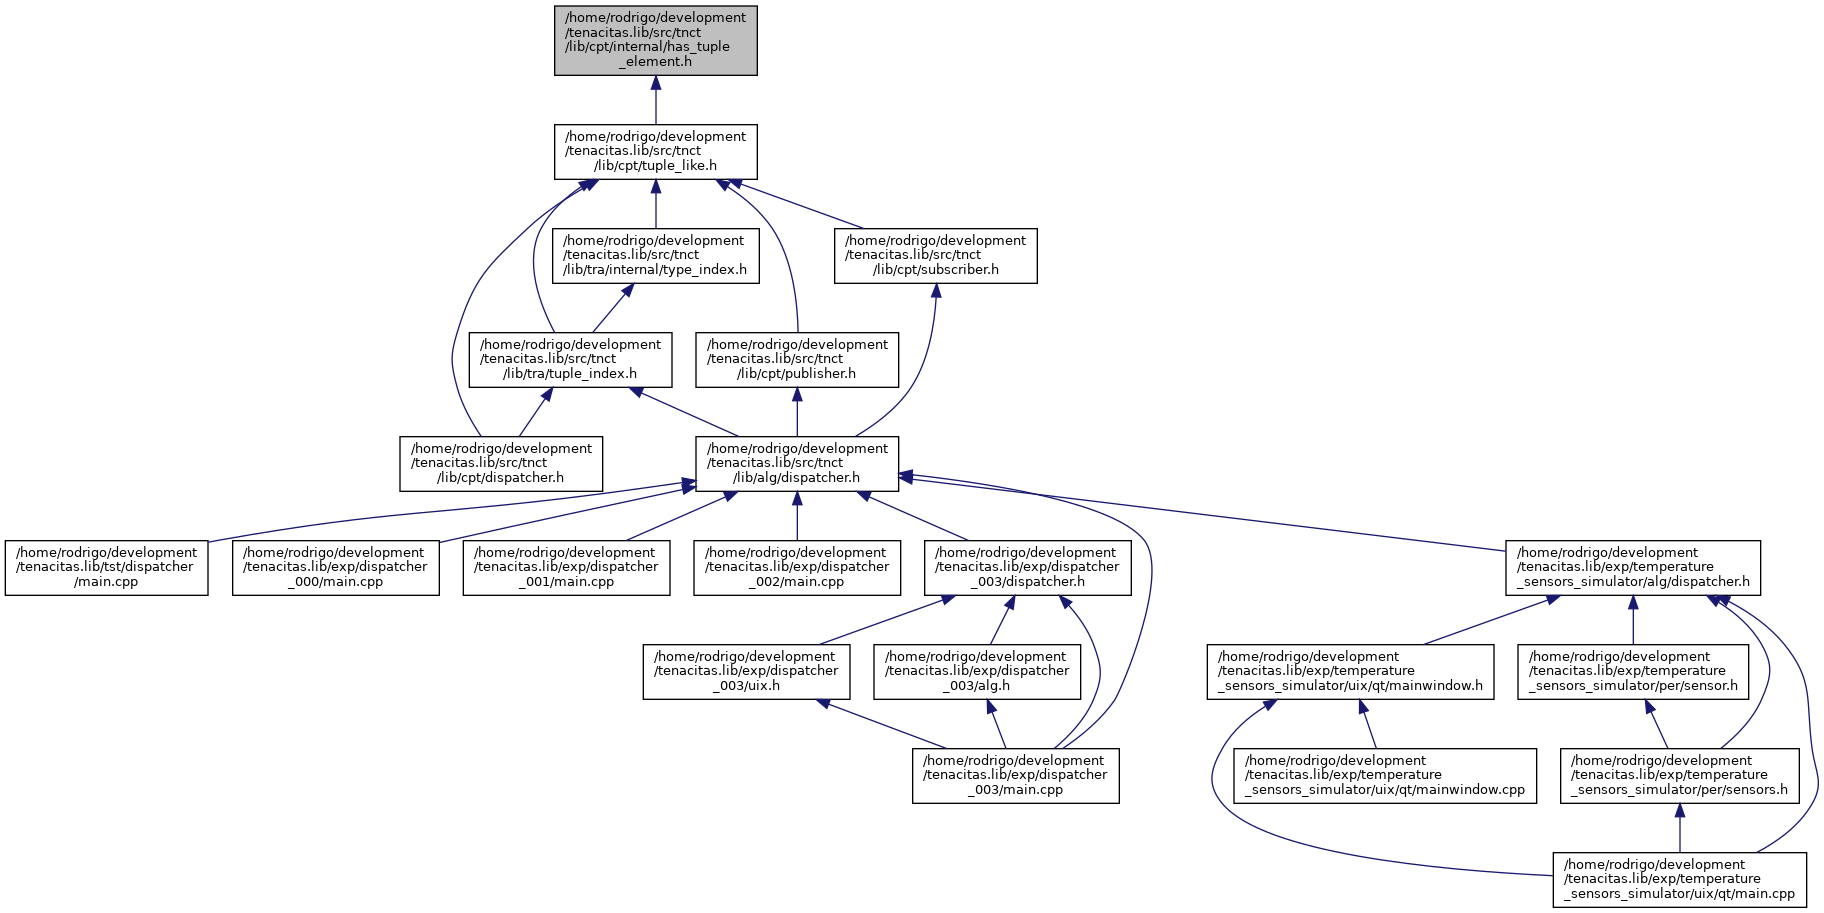 /home/rodrigo/development
/tenacitas.lib/src/tnct
/lib/cpt/internal/has_tuple
_element.h
/home/rodrigo/development
/tenacitas.lib/src/tnct
/lib/cpt/tuple_like.h
/home/rodrigo/development
/tenacitas.lib/src/tnct
/lib/tra/internal/type_index.h
/home/rodrigo/development
/tenacitas.lib/src/tnct
/lib/cpt/subscriber.h
/home/rodrigo/development
/tenacitas.lib/src/tnct
/lib/tra/tuple_index.h
/home/rodrigo/development
/tenacitas.lib/src/tnct
/lib/cpt/publisher.h
/home/rodrigo/development
/tenacitas.lib/src/tnct
/lib/cpt/dispatcher.h
/home/rodrigo/development
/tenacitas.lib/src/tnct
/lib/alg/dispatcher.h
/home/rodrigo/development
/tenacitas.lib/tst/dispatcher
/main.cpp
/home/rodrigo/development
/tenacitas.lib/exp/dispatcher
_000/main.cpp
/home/rodrigo/development
/tenacitas.lib/exp/dispatcher
_001/main.cpp
/home/rodrigo/development
/tenacitas.lib/exp/dispatcher
_002/main.cpp
/home/rodrigo/development
/tenacitas.lib/exp/dispatcher
_003/dispatcher.h
/home/rodrigo/development
/tenacitas.lib/exp/temperature
_sensors_simulator/alg/dispatcher.h
/home/rodrigo/development
/tenacitas.lib/exp/dispatcher
_003/uix.h
/home/rodrigo/development
/tenacitas.lib/exp/dispatcher
_003/alg.h
/home/rodrigo/development
/tenacitas.lib/exp/temperature
_sensors_simulator/uix/qt/mainwindow.h
/home/rodrigo/development
/tenacitas.lib/exp/temperature
_sensors_simulator/per/sensor.h
/home/rodrigo/development
/tenacitas.lib/exp/dispatcher
_003/main.cpp
/home/rodrigo/development
/tenacitas.lib/exp/temperature
_sensors_simulator/uix/qt/mainwindow.cpp
/home/rodrigo/development
/tenacitas.lib/exp/temperature
_sensors_simulator/per/sensors.h
/home/rodrigo/development
/tenacitas.lib/exp/temperature
_sensors_simulator/uix/qt/main.cpp